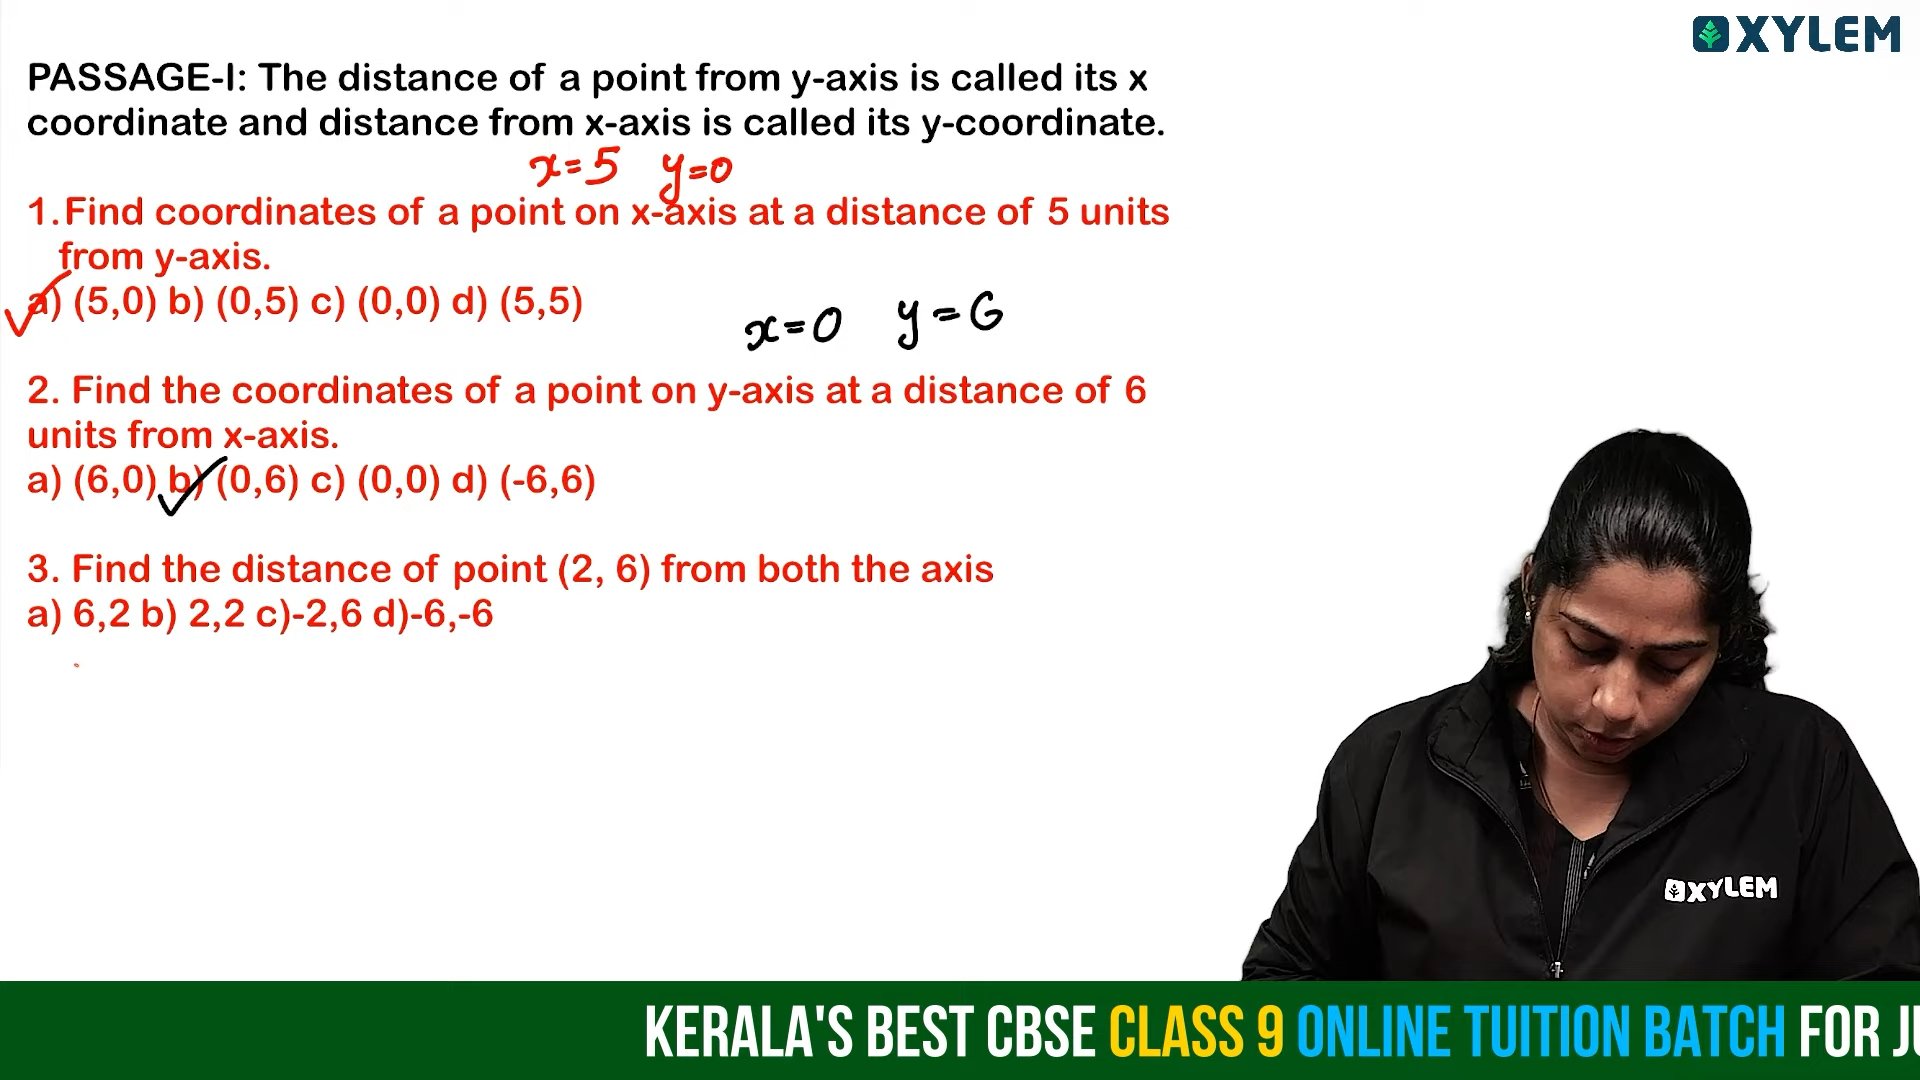 XYLEM
PASSAGE-I: The distance of a point from y-axis is called its x
coordinate and distance from x-axis is called its y-coordinate.
x=5 y=0
1.Find coordinates of a point on x-axis at a distance of 5 units
from y-axis.
a) (5,0) b) (0,5) c) (0,0) d) (5,5)
x=0 y=6
2. Find the coordinates of a point on y-axis at a distance of 6
units from x-axis.
a) (6,0) b) (0,6) c) (0,0) d) (-6,6)
3. Find the distance of point (2, 6) from both the axis
a) 6,2 b) 2,2 c)-2,6 d)-6,-6
XYLEM
KERALA'S BEST CBSE CLASS 9 ONLINE TUITION BATCH FOR JU